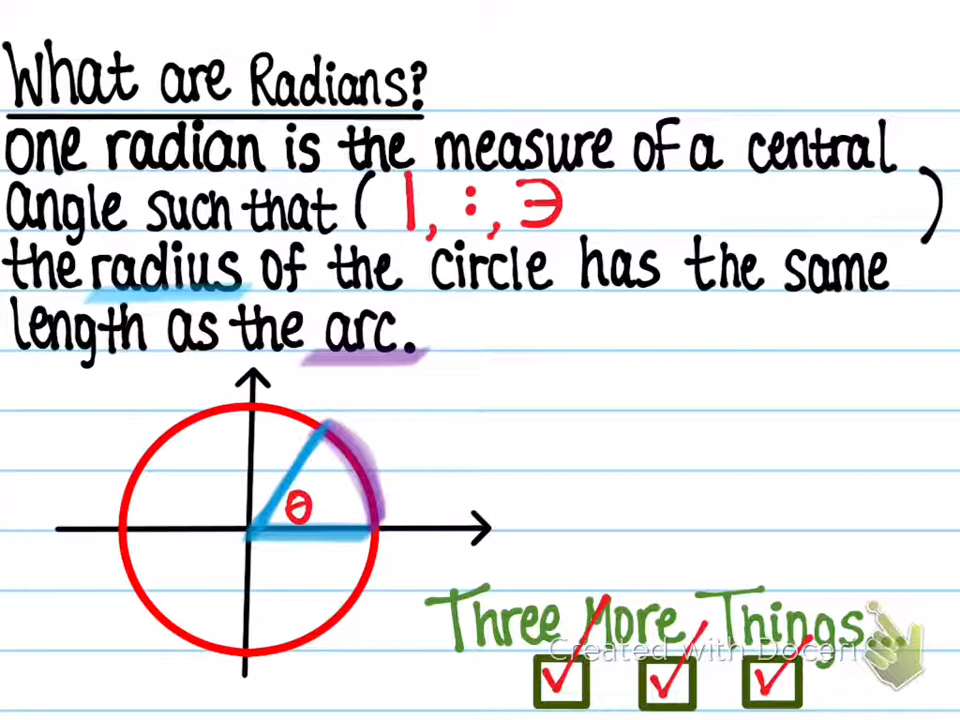 What are Radians?
one radian is the measure of a central
angle such that ( |, :, ∋ )
the radius of the circle has the same
length as the arc.
θ
Three More Things...
Created with Doceri